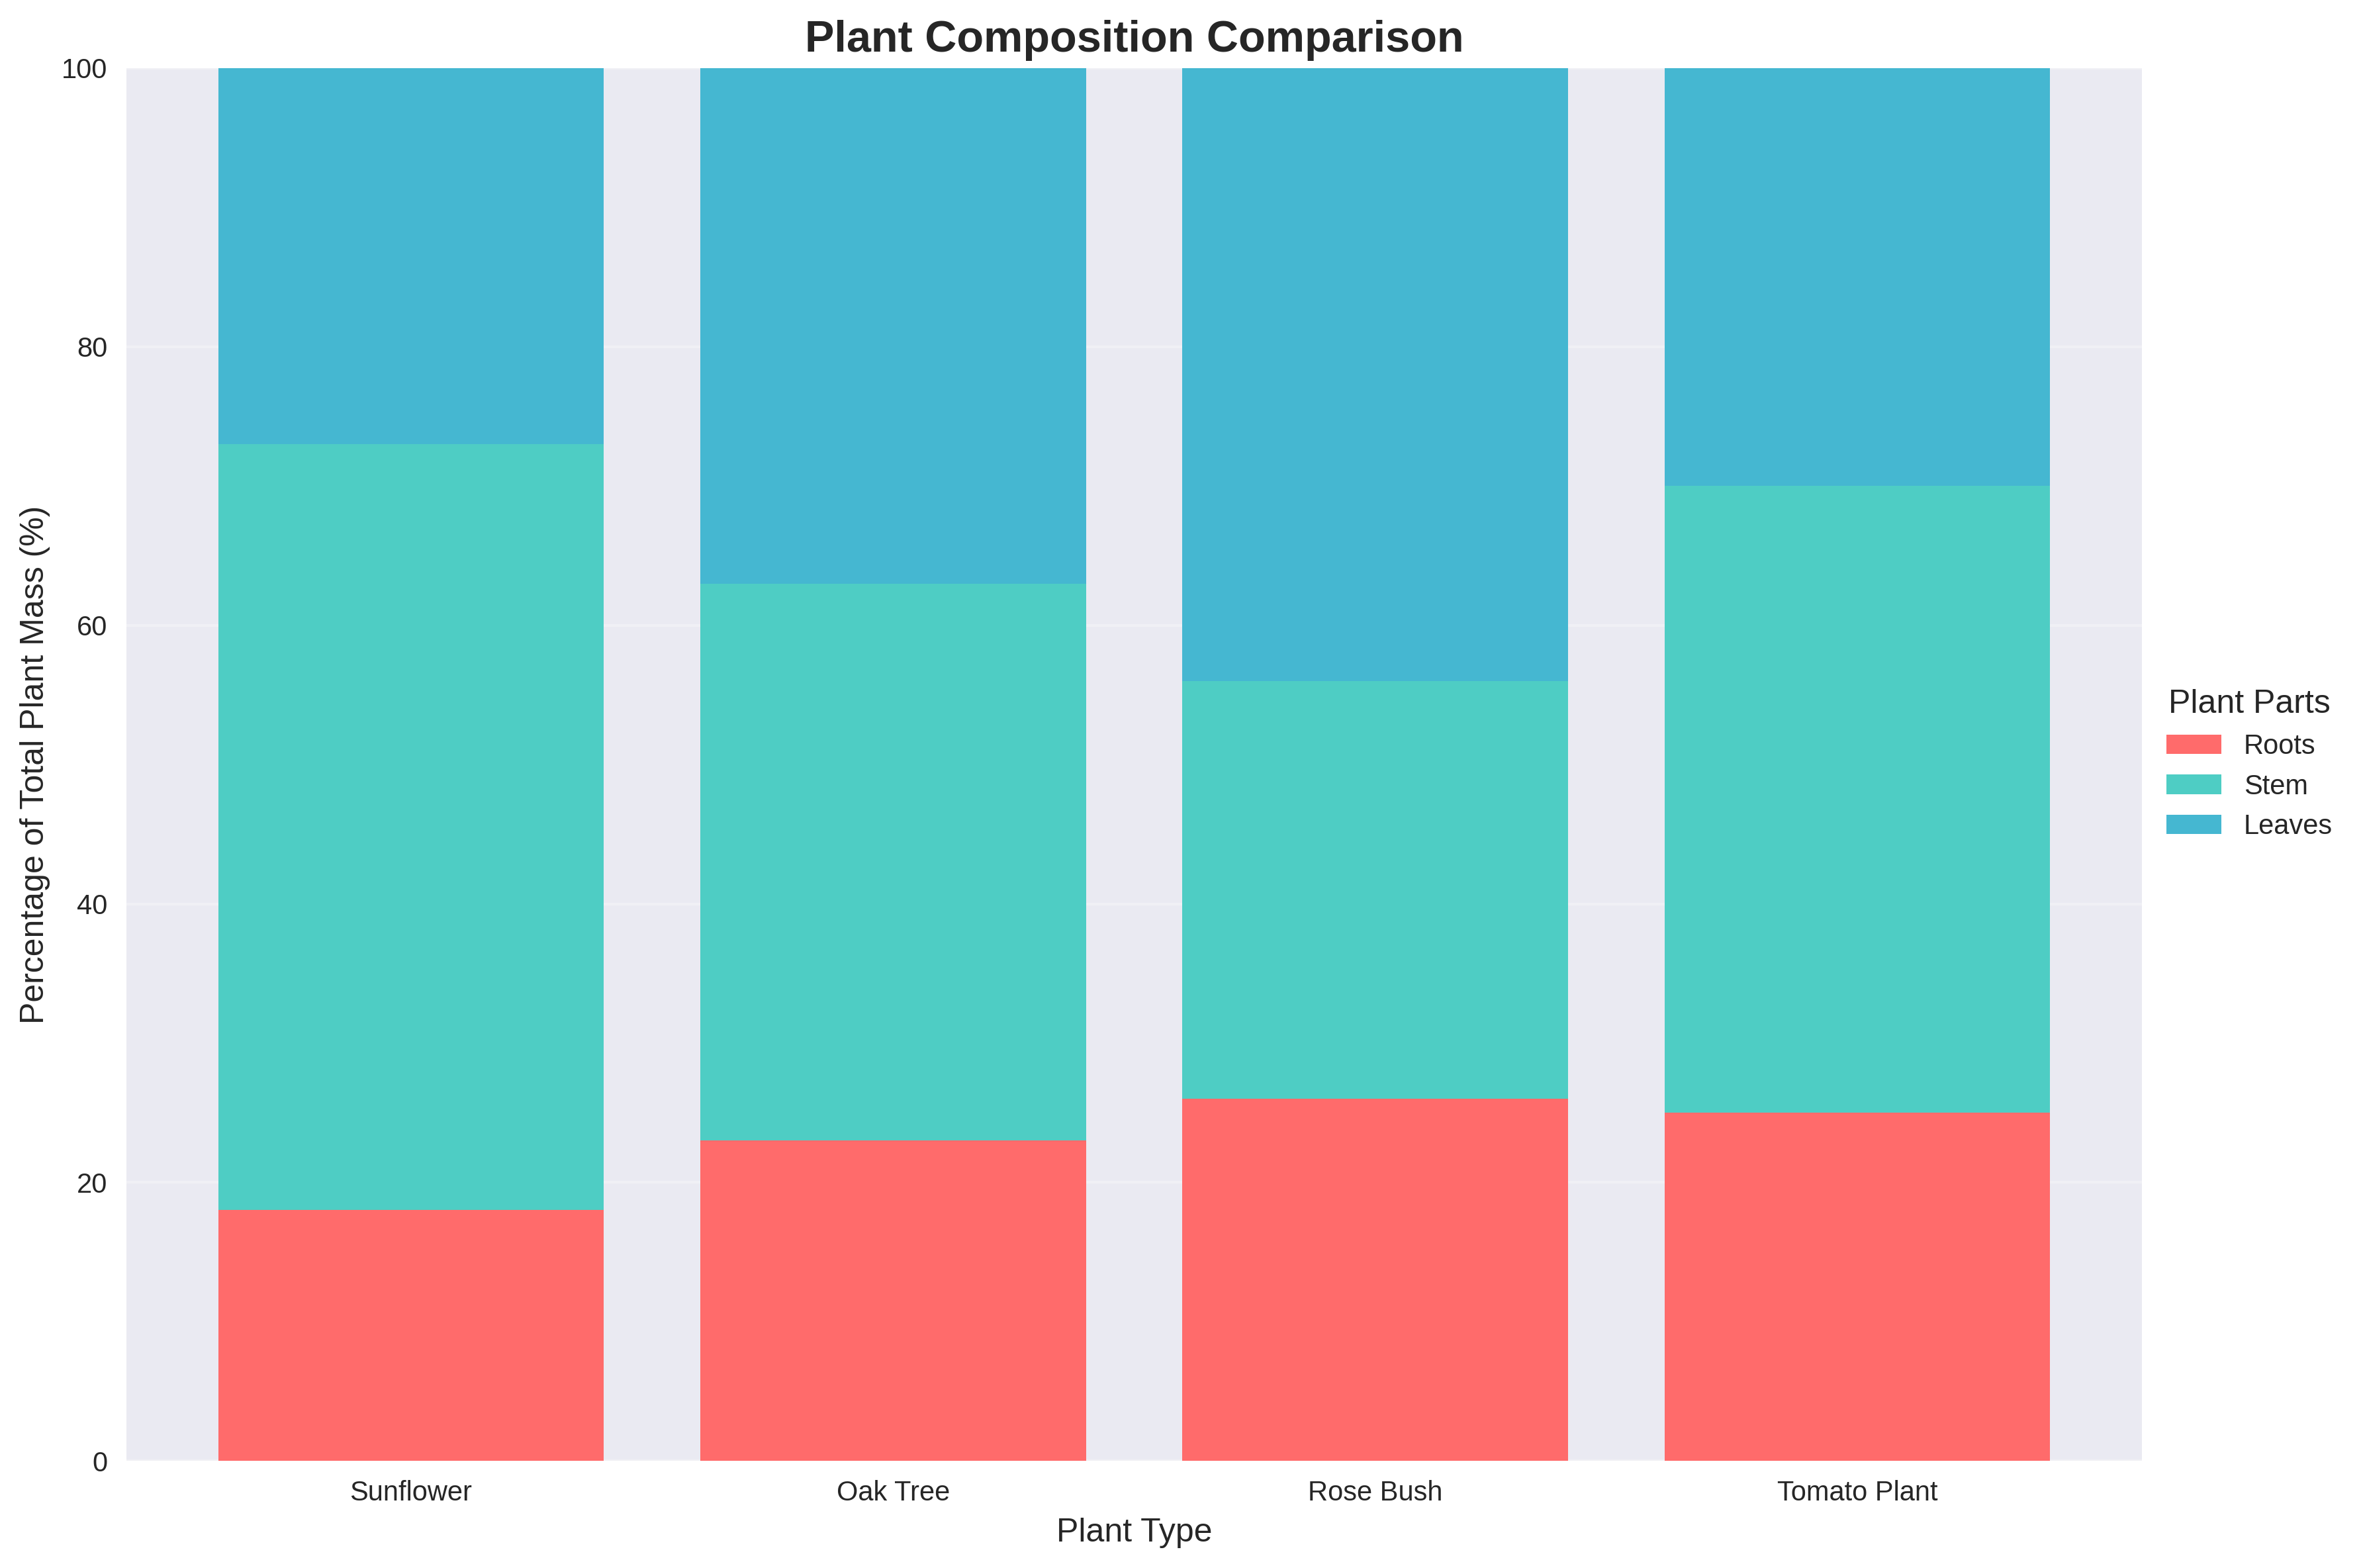 Plant Composition Comparison
100
80
60
40
20
0
Percentage of Total Plant Mass (%)
Sunflower
Oak Tree
Rose Bush
Tomato Plant
Plant Type
Plant Parts
Roots
Stem
Leaves